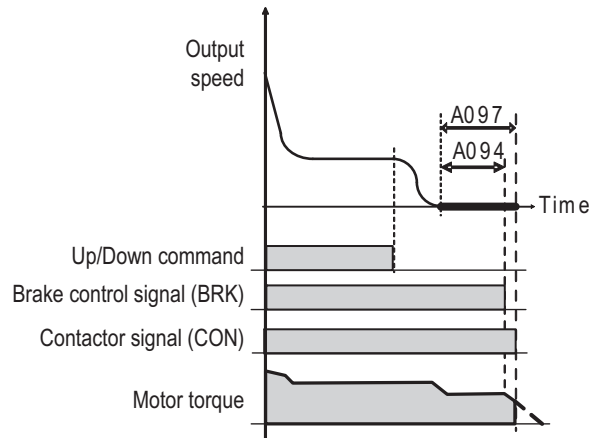 Output
speed
A097
A094
Time
Up/Down command
Brake control signal (BRK)
Contactor signal (CON)
Motor torque